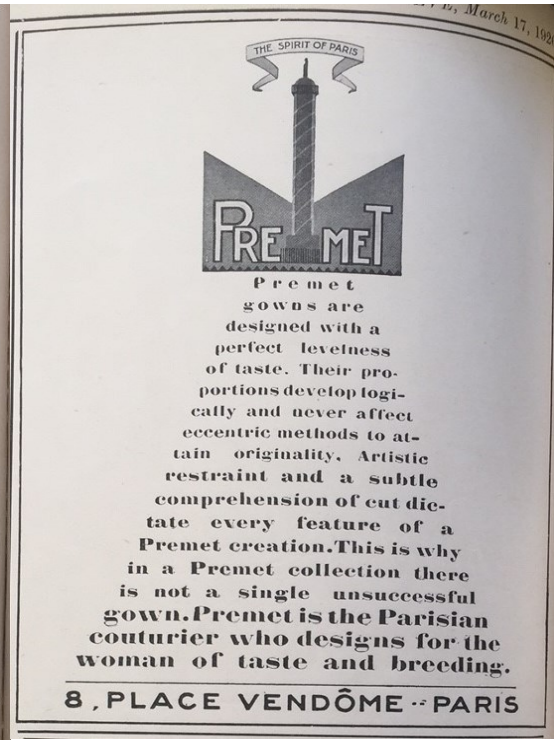 March 17, 192
THE SPIRIT OF PARIS
PREMET
Premet
gowns are
designed with a
perfect levelness
of taste. Their pro-
portions develop logi-
cally and never affect
eccentric methods to at-
tain originality. Artistic
restraint and a subtle
comprehension of cut dic-
tate every feature of a
Premet creation. This is why
in a Premet collection there
is not a single unsuccessful
gown. Premet is the Parisian
couturier who designs for the
woman of taste and breeding.
8, PLACE VENDÔME -- PARIS